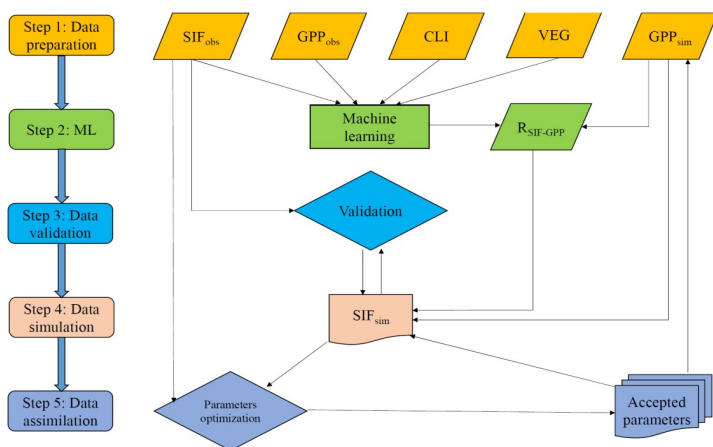 Step 1: Data
preparation
SIFobs
GPPobs
CLI
VEG
GPPsim
Step 2: ML
Machine
learning
RSIF-GPP
Step 3: Data
validation
Validation
Step 4: Data
simulation
SIFsim
Step 5: Data
assimilation
Parameters
optimization
Accepted
parameters